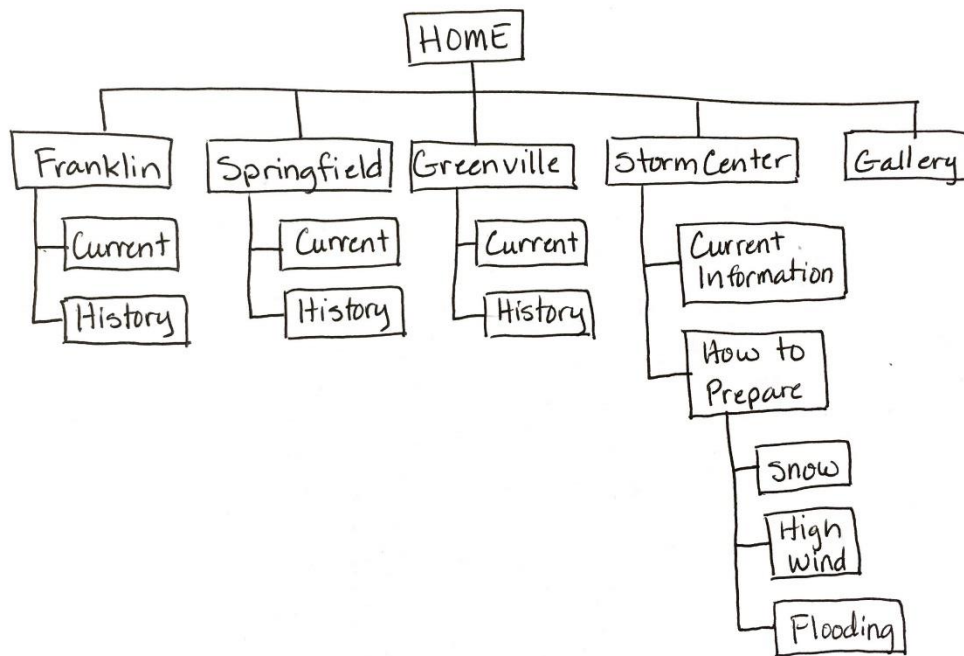 HOME
Franklin
Springfield
Greenville
Storm Center
Gallery
Current
Current
Current
Current
Information
History
History
History
How to
Prepare
Snow
High
Wind
Flooding